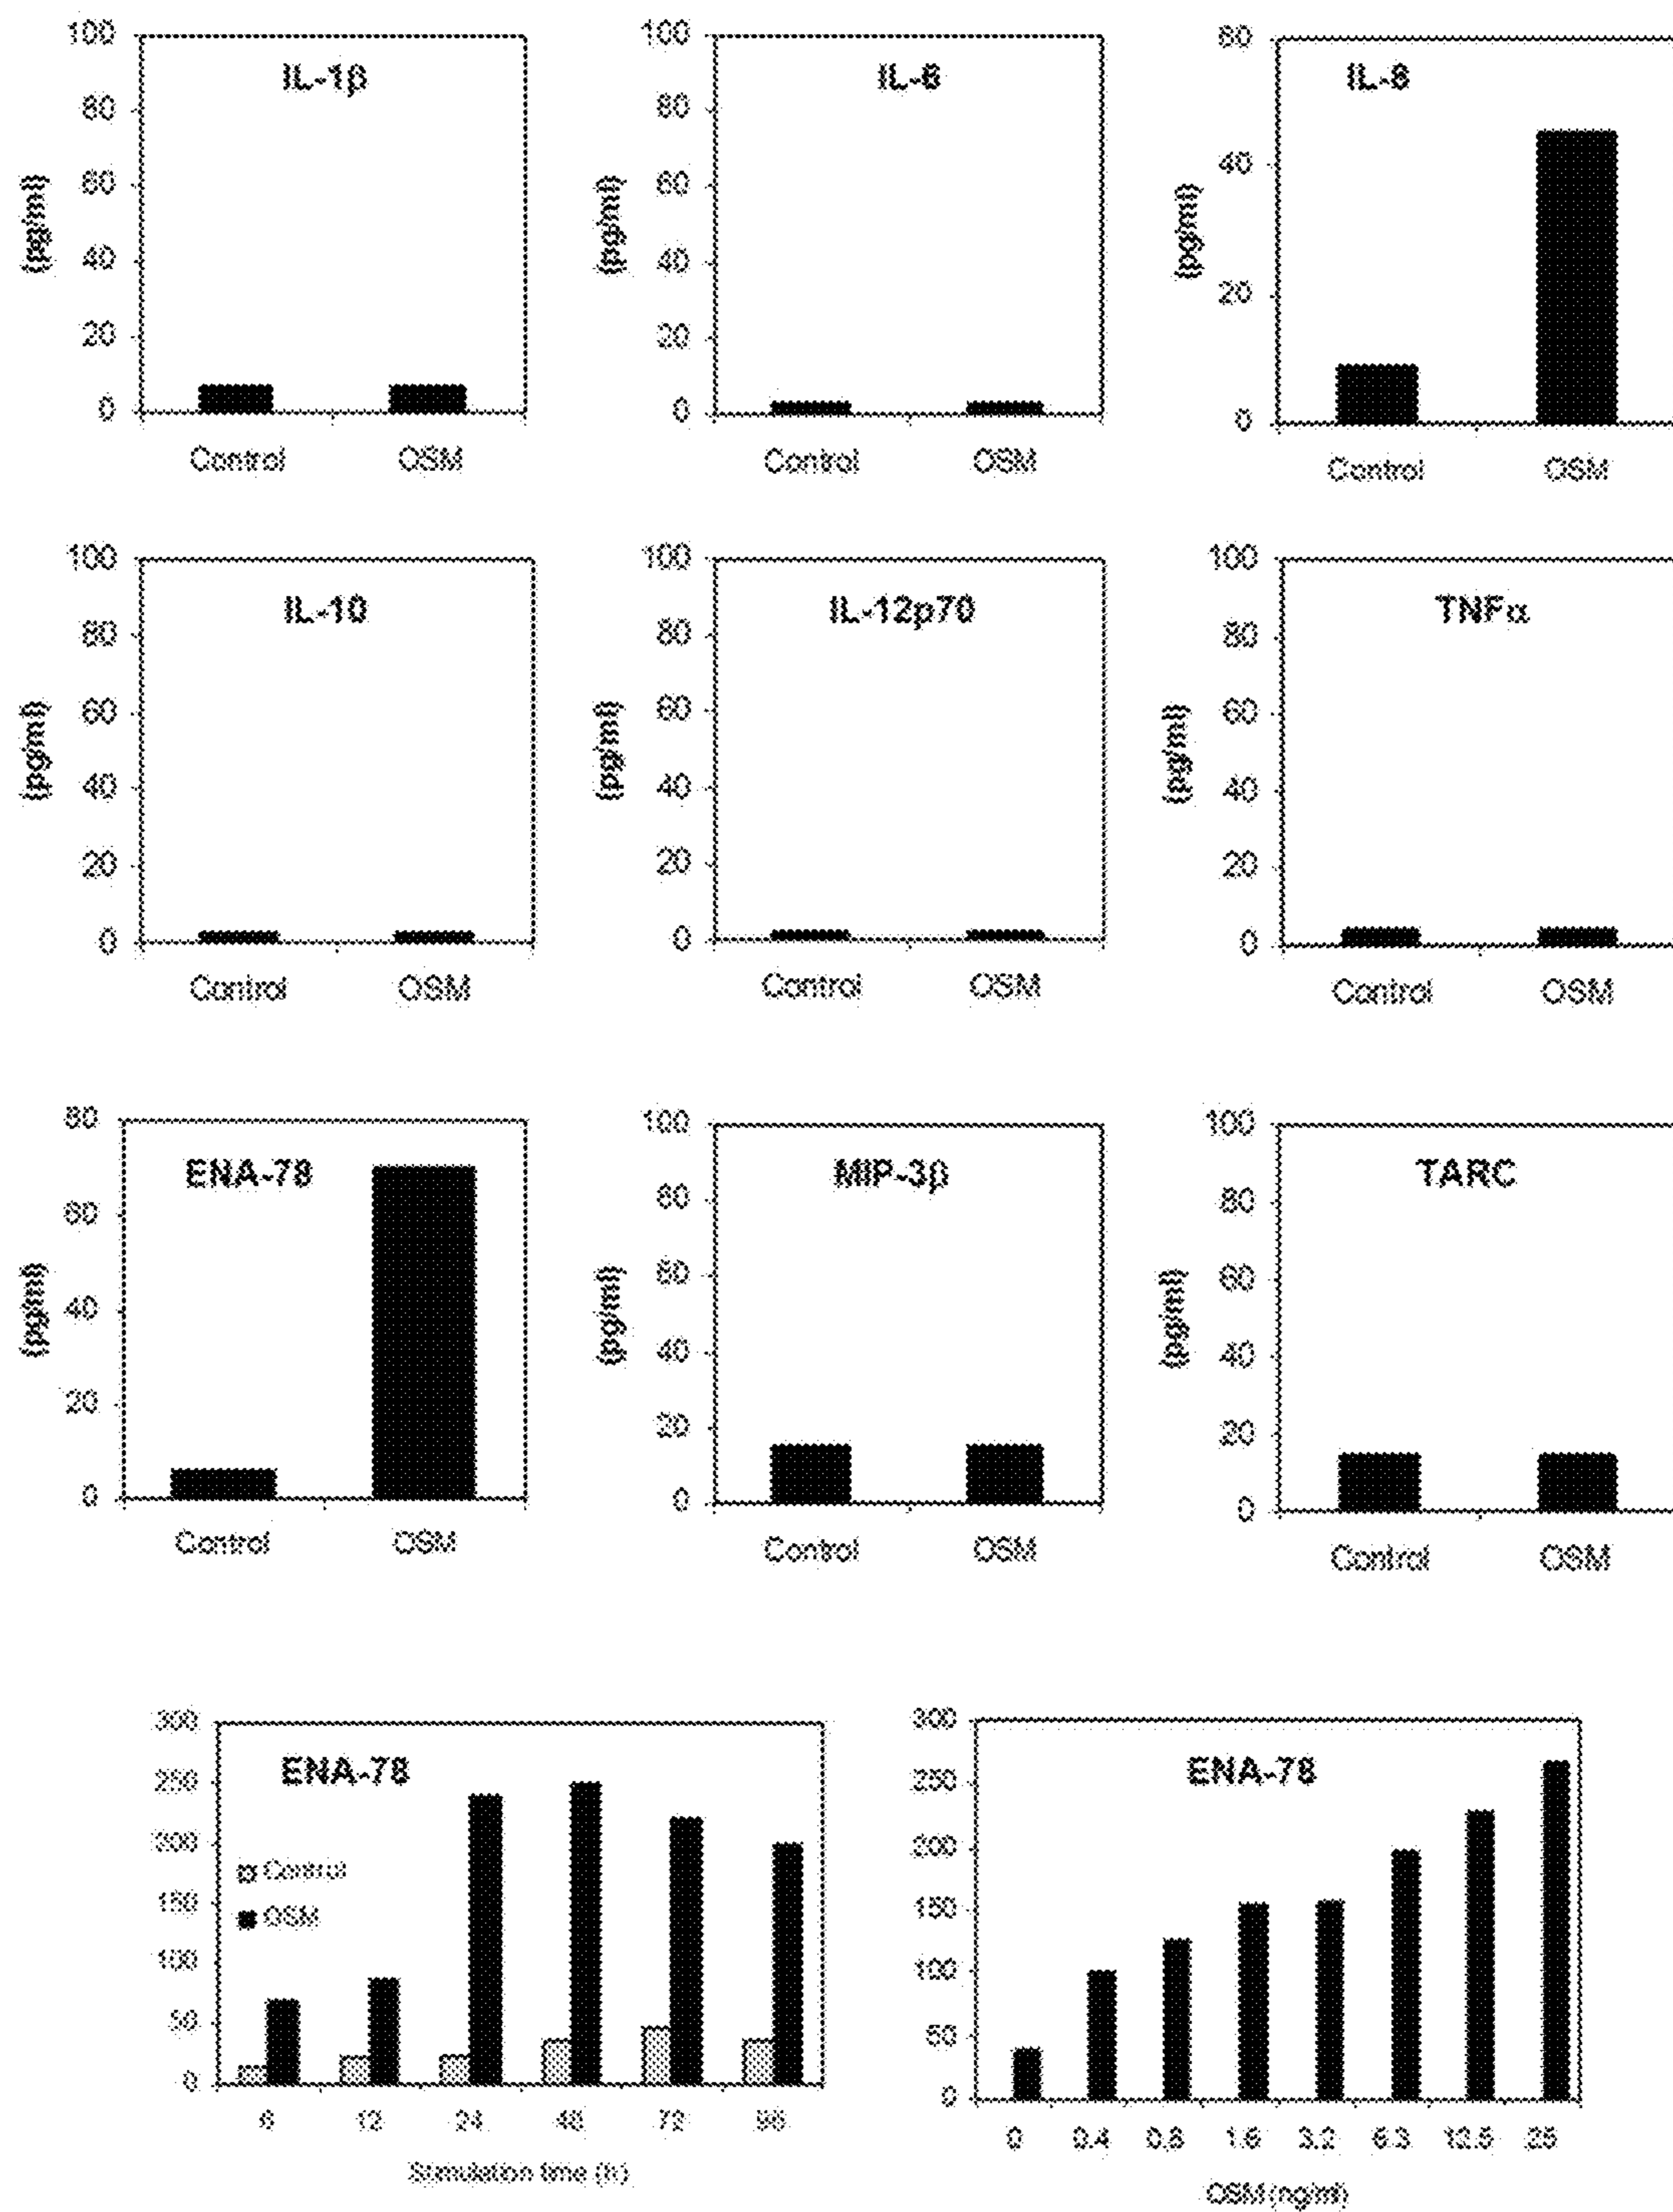 100
80
60
40
20
0
(pg/ml)
IL-1β
Control OSM
100
80
60
40
20
0
(pg/ml)
IL-6
Control OSM
60
40
20
0
(pg/ml)
IL-8
Control OSM
100
80
60
40
20
0
(pg/ml)
IL-10
Control OSM
100
80
60
40
20
0
(pg/ml)
IL-12p70
Control OSM
100
80
60
40
20
0
(pg/ml)
TNFα
Control OSM
80
60
40
20
0
(pg/ml)
ENA-78
Control OSM
100
80
60
40
20
0
(pg/ml)
MIP-3β
Control OSM
100
80
60
40
20
0
(pg/ml)
TARC
Control OSM
300
250
200
150
100
50
0
ENA-78
Control
OSM
6 12 24 48 72 96
Stimulation time (h)
300
250
200
150
100
50
0
ENA-78
0 0.4 0.8 1.6 3.2 6.3 12.5 25
OSM (ng/ml)